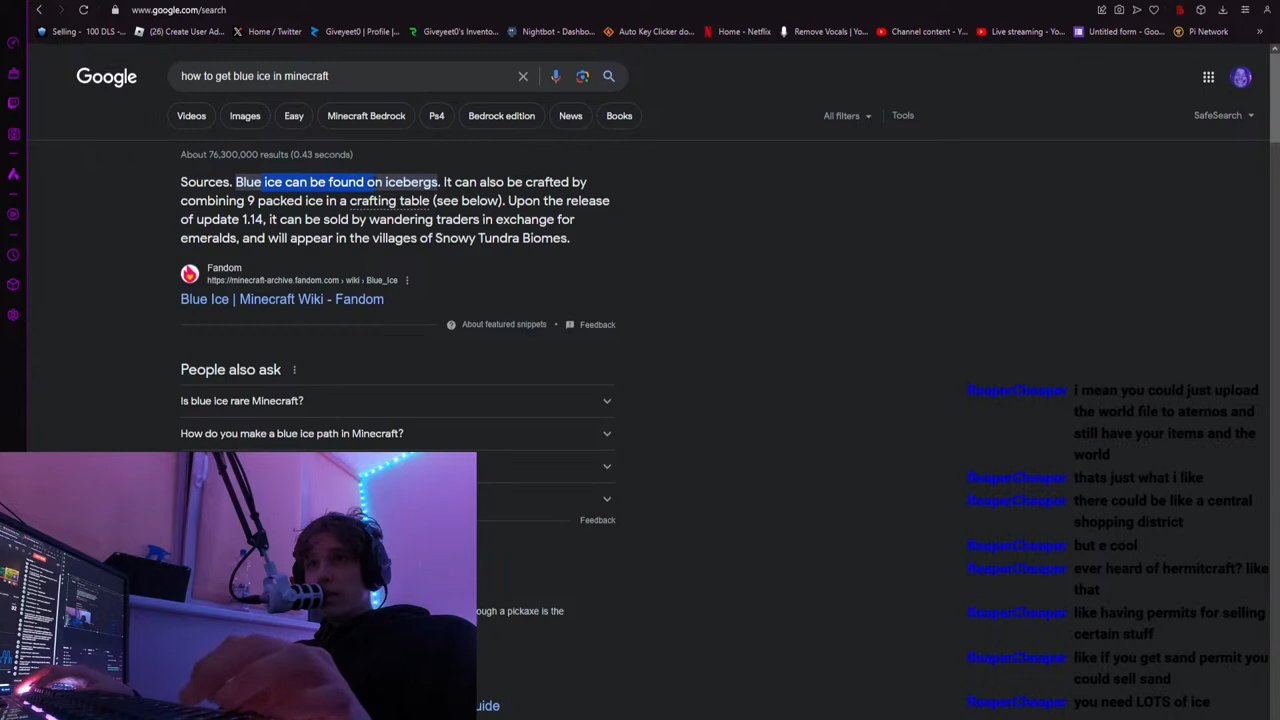 www.google.com/search
Selling - 100 DLS -...
(26) Create User Ad...
Home / Twitter
Giveyeet0 | Profile |...
Giveyeet0's Invento...
Nightbot - Dashbo...
Auto Key Clicker do...
Home - Netflix
Remove Vocals | M...
Channel content - Yo...
Live streaming - Yo...
Untitled form - Goo...
Pi Network
Google
how to get blue ice in minecraft
Videos
Images
Easy
Minecraft Bedrock
Ps4
Bedrock edition
News
Books
All filters
Tools
SafeSearch
About 76,300,000 results (0.43 seconds)
Sources. Blue ice can be found on icebergs. It can also be crafted by
combining 9 packed ice in a crafting table (see below). Upon the release
of update 1.14, it can be sold by wandering traders in exchange for
emeralds, and will appear in the villages of Snowy Tundra Biomes.
Fandom
https://minecraft-archive.fandom.com › wiki › Blue_Ice
Blue Ice | Minecraft Wiki - Fandom
About featured snippets
Feedback
People also ask
Is blue ice rare Minecraft?
How do you make a blue ice path in Minecraft?
Feedback
ough a pickaxe is the
uide
ReaperCheaper i mean you could just upload
the world file to aternos and
still have your items and the
world
ReaperCheaper thats just what i like
ReaperCheaper there could be like a central
shopping district
ReaperCheaper but e cool
ReaperCheaper ever heard of hermitcraft? like
that
ReaperCheaper like having permits for selling
certain stuff
ReaperCheaper like if you get sand permit you
could sell sand
ReaperCheaper you need LOTS of ice